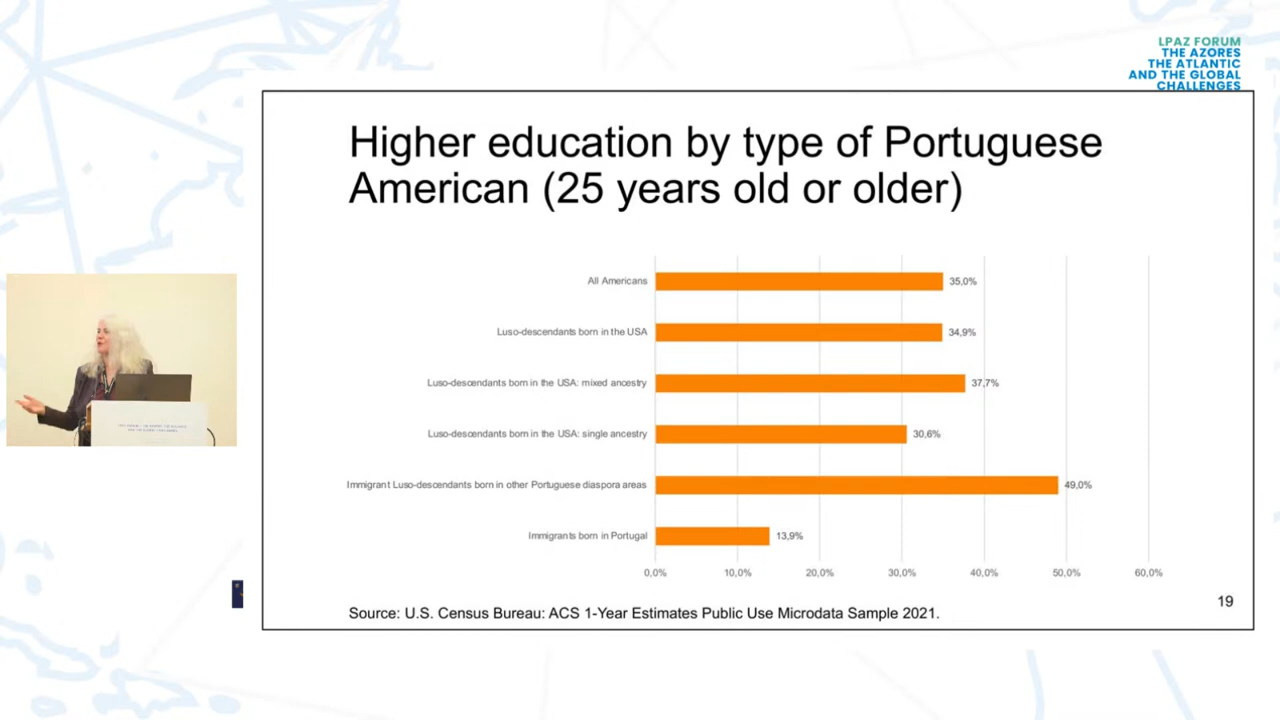 LPAZ FORUM
THE AZORES
THE ATLANTIC
AND THE GLOBAL
CHALLENGES
Higher education by type of Portuguese
American (25 years old or older)
All Americans
35,0%
Luso-descendants born in the USA
34,9%
Luso-descendants born in the USA: mixed ancestry
37,7%
Luso-descendants born in the USA: single ancestry
30,6%
Immigrant Luso-descendants born in other Portuguese diaspora areas
49,0%
Immigrants born in Portugal
13,9%
0,0% 10,0% 20,0% 30,0% 40,0% 50,0% 60,0%
19
Source: U.S. Census Bureau: ACS 1-Year Estimates Public Use Microdata Sample 2021.